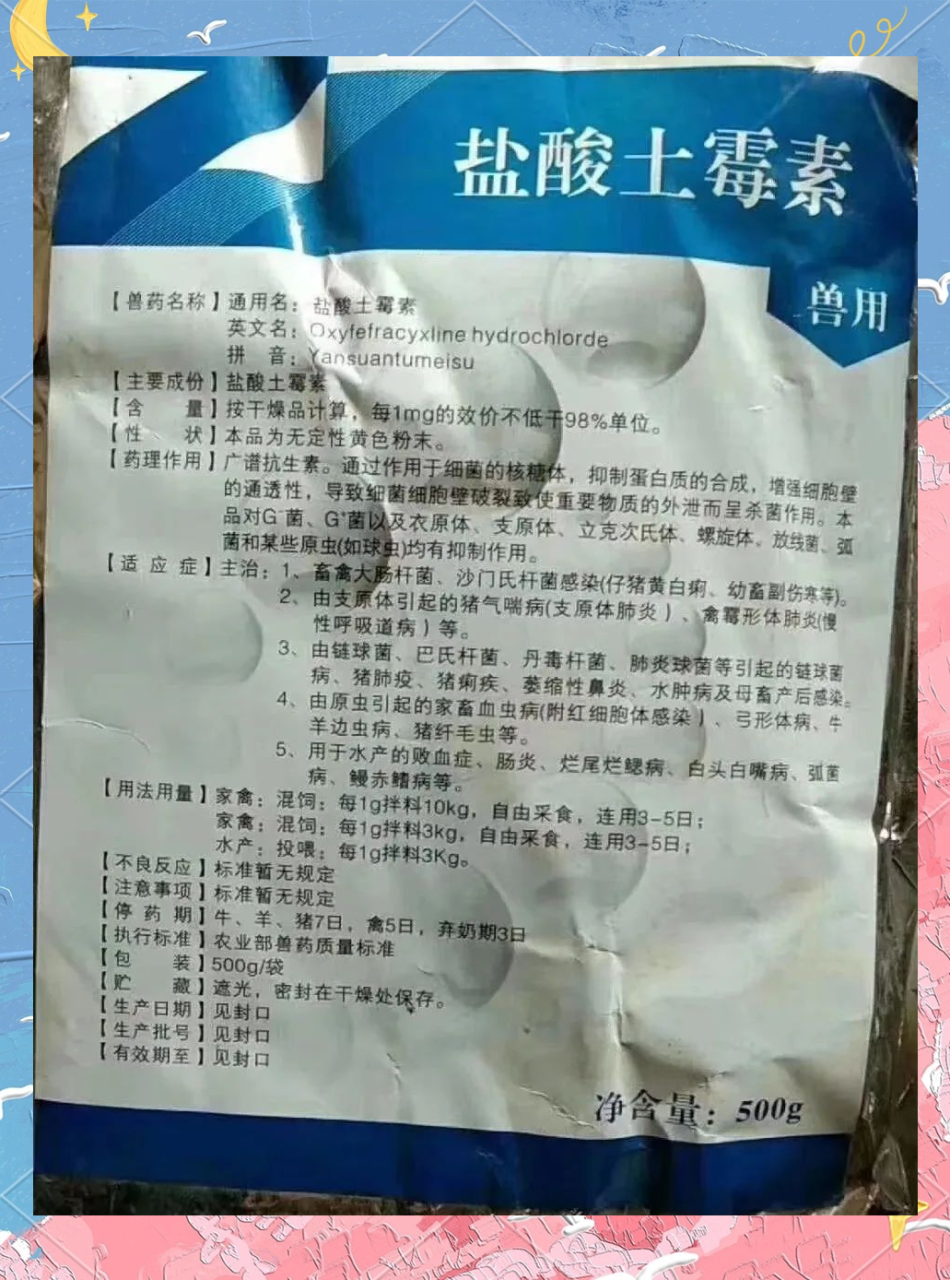 盐酸土霉素
兽用
【兽药名称】通用名：盐酸土霉素
英文名：Oxyfefracyxline hydrochlorde
拼 音：Yansuantumeisu
【主要成份】盐酸土霉素
【含 量】按干燥品计算，每1mg的效价不低于98%单位。
【性 状】本品为无定性黄色粉末。
【药理作用】广谱抗生素。通过作用于细菌的核糖体，抑制蛋白质的合成，增强细胞壁
的通透性，导致细菌细胞壁破裂致使重要物质的外泄而呈杀菌作用。本
品对G⁻菌、G⁺菌以及衣原体、支原体、立克次氏体、螺旋体、放线菌、弧
菌和某些原虫(如球虫)均有抑制作用。
【适 应 症】主治：1、畜禽大肠杆菌、沙门氏杆菌感染(仔猪黄白痢、幼畜副伤寒等)。
2、由支原体引起的猪气喘病(支原体肺炎）、禽霉形体肺炎(慢
性呼吸道病）等。
3、由链球菌、巴氏杆菌、丹毒杆菌、肺炎球菌等引起的链球菌
病、猪肺疫、猪痢疾、萎缩性鼻炎、水肿病及母畜产后感染。
4、由原虫引起的家畜血虫病(附红细胞体感染）、弓形体病、牛
羊边虫病、猪纤毛虫等。
5、用于水产的败血症、肠炎、烂尾烂鳃病、白头白嘴病、弧菌
病、鳗赤鳍病等。
【用法用量】家禽：混饲：每1g拌料10kg，自由采食，连用3-5日；
家禽：混饲：每1g拌料3kg，自由采食，连用3-5日；
水产：投喂：每1g拌料3Kg。
【不良反应】标准暂无规定
【注意事项】标准暂无规定
【停 药 期】牛、羊、猪7日，禽5日，弃奶期3日
【执行标准】农业部兽药质量标准
【包 装】500g/袋
【贮 藏】遮光，密封在干燥处保存。
【生产日期】见封口
【生产批号】见封口
【有效期至】见封口
净含量：500g